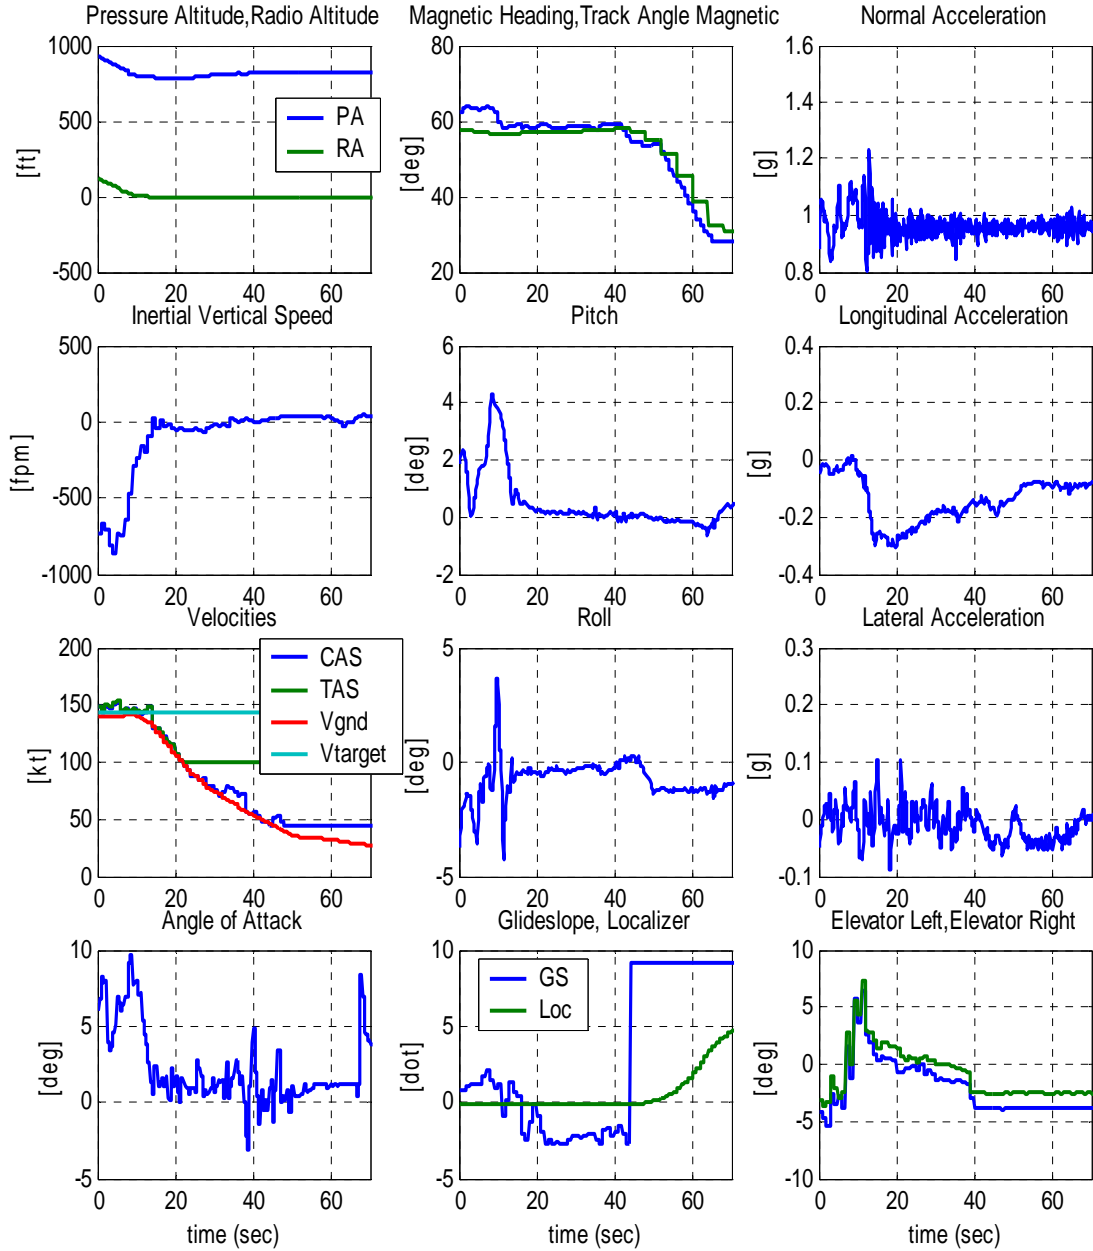 Pressure Altitude,Radio Altitude
1000
500
0
-500
[ft]
PA
RA
0 20 40 60
Magnetic Heading,Track Angle Magnetic
80
60
40
20
[deg]
0 20 40 60
Normal Acceleration
1.6
1.4
1.2
1
0.8
[g]
0 20 40 60
Inertial Vertical Speed
500
0
-500
-1000
[fpm]
0 20 40 60
Pitch
6
4
2
0
-2
[deg]
0 20 40 60
Longitudinal Acceleration
0.4
0.2
0
-0.2
-0.4
[g]
0 20 40 60
Velocities
200
150
100
50
0
[kt]
CAS
TAS
Vgnd
Vtarget
0 20 40 60
Roll
5
0
-5
[deg]
0 20 40 60
Lateral Acceleration
0.3
0.2
0.1
0
-0.1
[g]
0 20 40 60
Angle of Attack
10
5
0
-5
[deg]
0 20 40 60
time (sec)
Glideslope, Localizer
10
5
0
-5
[dot]
GS
Loc
0 20 40 60
time (sec)
Elevator Left,Elevator Right
10
5
0
-5
-10
[deg]
0 20 40 60
time (sec)